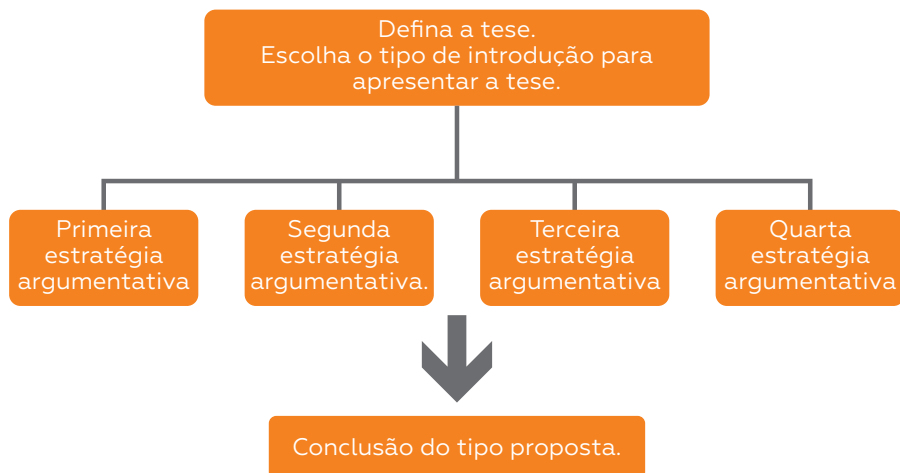 Defina a tese.
Escolha o tipo de introdução para
apresentar a tese.
Primeira
estratégia
argumentativa
Segunda
estratégia
argumentativa.
Terceira
estratégia
argumentativa
Quarta
estratégia
argumentativa
Conclusão do tipo proposta.